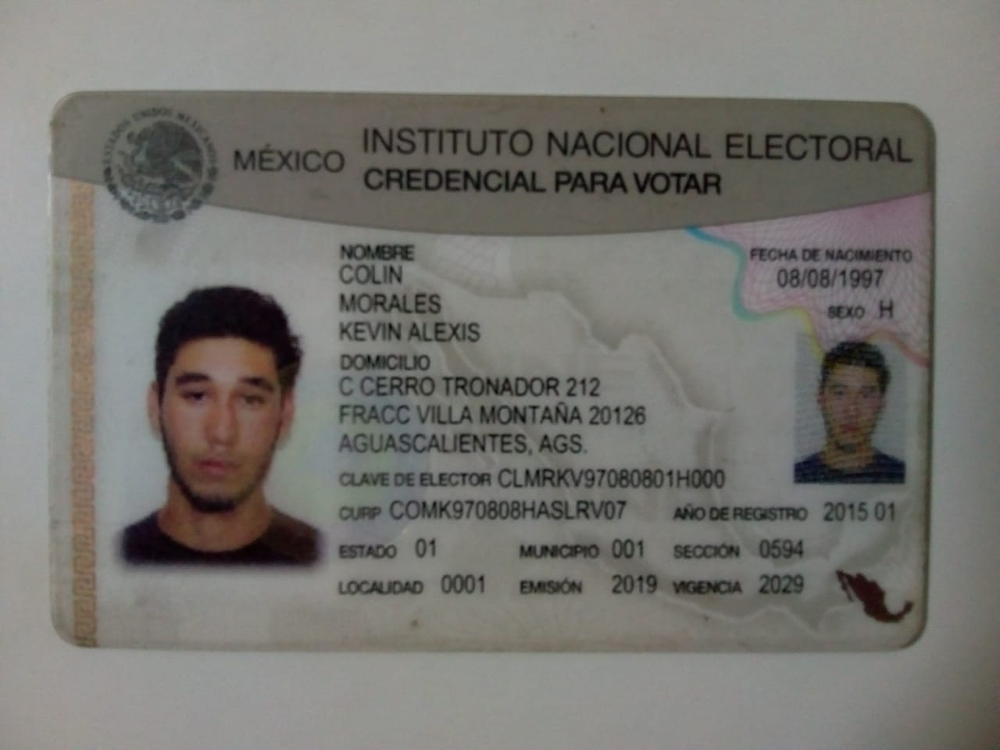 ESTADOS UNIDOS MEXICANOS
MÉXICO
INSTITUTO NACIONAL ELECTORAL
CREDENCIAL PARA VOTAR
NOMBRE
COLIN
MORALES
KEVIN ALEXIS
FECHA DE NACIMIENTO
08/08/1997
SEXO H
DOMICILIO
C CERRO TRONADOR 212
FRACC VILLA MONTAÑA 20126
AGUASCALIENTES, AGS.
CLAVE DE ELECTOR CLMRKV97080801H000
CURP COMK970808HASLRV07 AÑO DE REGISTRO 2015 01
ESTADO 01 MUNICIPIO 001 SECCIÓN 0594
LOCALIDAD 0001 EMISIÓN 2019 VIGENCIA 2029